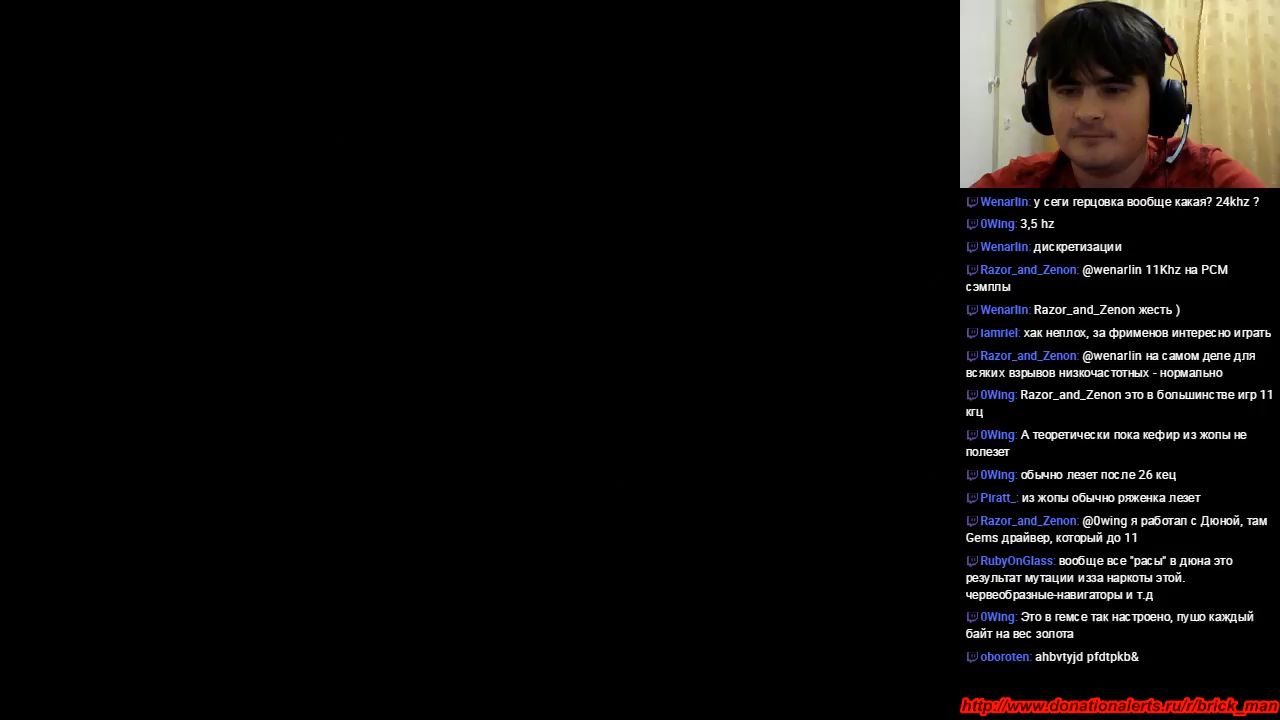 Wenarlin: у сеги герцовка вообще какая? 24khz ?
0Wing: 3,5 hz
Wenarlin: дискретизации
Razor_and_Zenon: @wenarlin 11Khz на PCM
сэмплы
Wenarlin: Razor_and_Zenon жесть )
iamriel: хак неплох, за фрименов интересно играть
Razor_and_Zenon: @wenarlin на самом деле для
всяких взрывов низкочастотных - нормально
0Wing: Razor_and_Zenon это в большинстве игр 11
кгц
0Wing: А теоретически пока кефир из жопы не
полезет
0Wing: обычно лезет после 26 кец
Piratt_: из жопы обычно ряженка лезет
Razor_and_Zenon: @0wing я работал с Дюной, там
Gems драйвер, который до 11
RubyOnGlass: вообще все "расы" в дюна это
результат мутации изза наркоты этой.
червеобразные-навигаторы и т.д
0Wing: Это в гемсе так настроено, пушо каждый
байт на вес золота
oboroten: ahbvtyjd pfdtpkb&
http://www.donationalerts.ru/r/brick_man